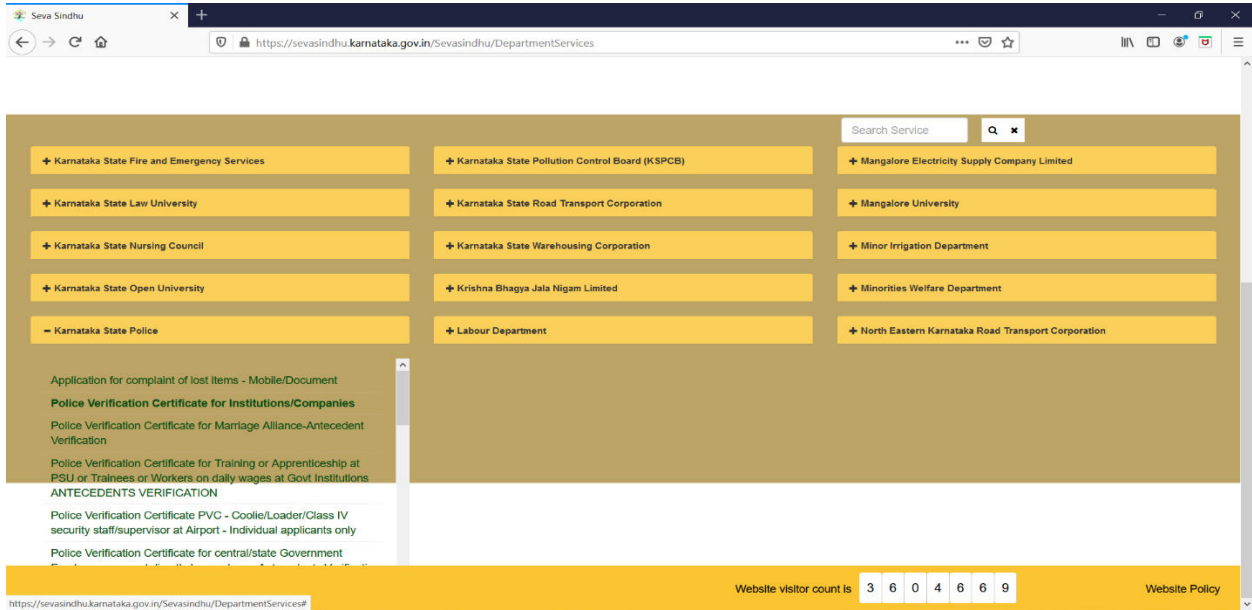 Seva Sindhu
https://sevasindhu.karnataka.gov.in/Sevasindhu/DepartmentServices
Search Service
Karnataka State Fire and Emergency Services
Karnataka State Pollution Control Board (KSPCB)
Mangalore Electricity Supply Company Limited
Karnataka State Law University
Karnataka State Road Transport Corporation
Mangalore University
Karnataka State Nursing Council
Karnataka State Warehousing Corporation
Minor Irrigation Department
Karnataka State Open University
Krishna Bhagya Jala Nigam Limited
Minorities Welfare Department
Karnataka State Police
Labour Department
North Eastern Karnataka Road Transport Corporation
Application for complaint of lost items - Mobile/Document
Police Verification Certificate for Institutions/Companies
Police Verification Certificate for Marriage Alliance-Antecedent
Verification
Police Verification Certificate for Training or Apprenticeship at
PSU or Trainees or Workers on daily wages at Govt Institutions
ANTECEDENTS VERIFICATION
Police Verification Certificate PVC - Coolie/Loader/Class IV
security staff/supervisor at Airport - Individual applicants only
Police Verification Certificate for central/state Government
Website visitor count is 3 6 0 4 6 6 9
Website Policy
https://sevasindhu.karnataka.gov.in/Sevasindhu/DepartmentServices#